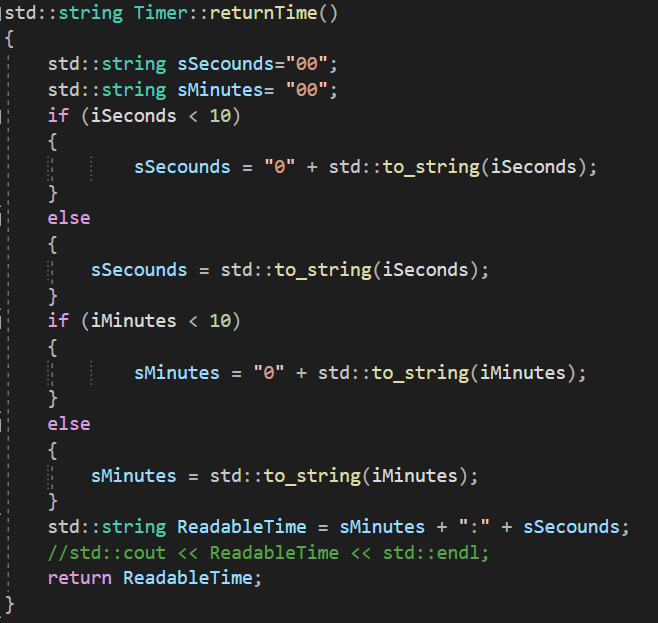 std::string Timer::returnTime()
{
    std::string sSecounds="00";
    std::string sMinutes= "00";
    if (iSeconds < 10)
    {
        sSecounds = "0" + std::to_string(iSeconds);
    }
    else
    {
        sSecounds = std::to_string(iSeconds);
    }
    if (iMinutes < 10)
    {
        sMinutes = "0" + std::to_string(iMinutes);
    }
    else
    {
        sMinutes = std::to_string(iMinutes);
    }
    std::string ReadableTime = sMinutes + ":" + sSecounds;
    //std::cout << ReadableTime << std::endl;
    return ReadableTime;
}